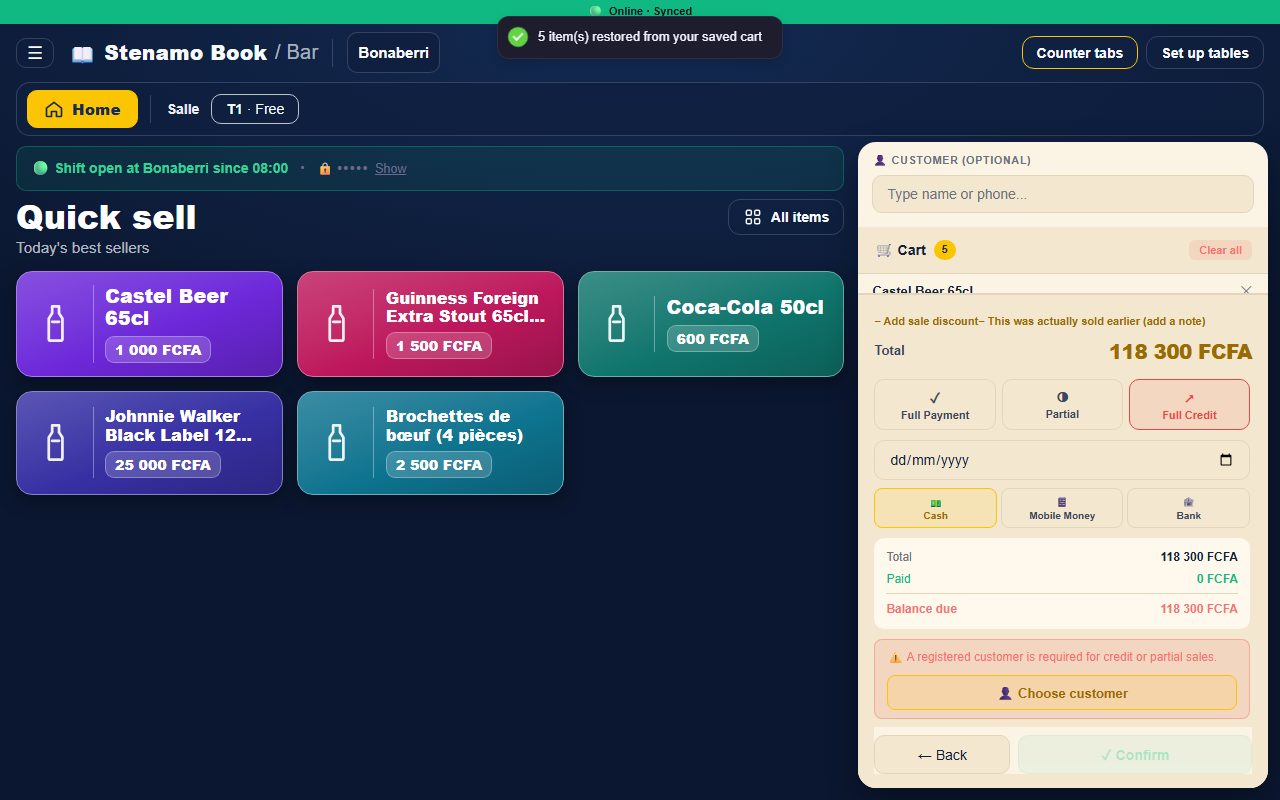 Online · Synced
5 item(s) restored from your saved cart
Stenamo Book / Bar
Bonaberri
Counter tabs
Set up tables
Home
Salle
T1 · Free
Shift open at Bonaberri since 08:00 • ••••• Show
Quick sell
Today's best sellers
All items
Castel Beer
65cl
1 000 FCFA
Guinness Foreign
Extra Stout 65cl...
1 500 FCFA
Coca-Cola 50cl
600 FCFA
Johnnie Walker
Black Label 12...
25 000 FCFA
Brochettes de
bœuf (4 pièces)
2 500 FCFA
CUSTOMER (OPTIONAL)
Type name or phone...
Cart 5
Clear all
Castel Beer 65cl
– Add sale discount– This was actually sold earlier (add a note)
Total 118 300 FCFA
Full Payment
Partial
Full Credit
dd/mm/yyyy
Cash
Mobile Money
Bank
Total 118 300 FCFA
Paid 0 FCFA
Balance due 118 300 FCFA
A registered customer is required for credit or partial sales.
Choose customer
← Back
✓ Confirm